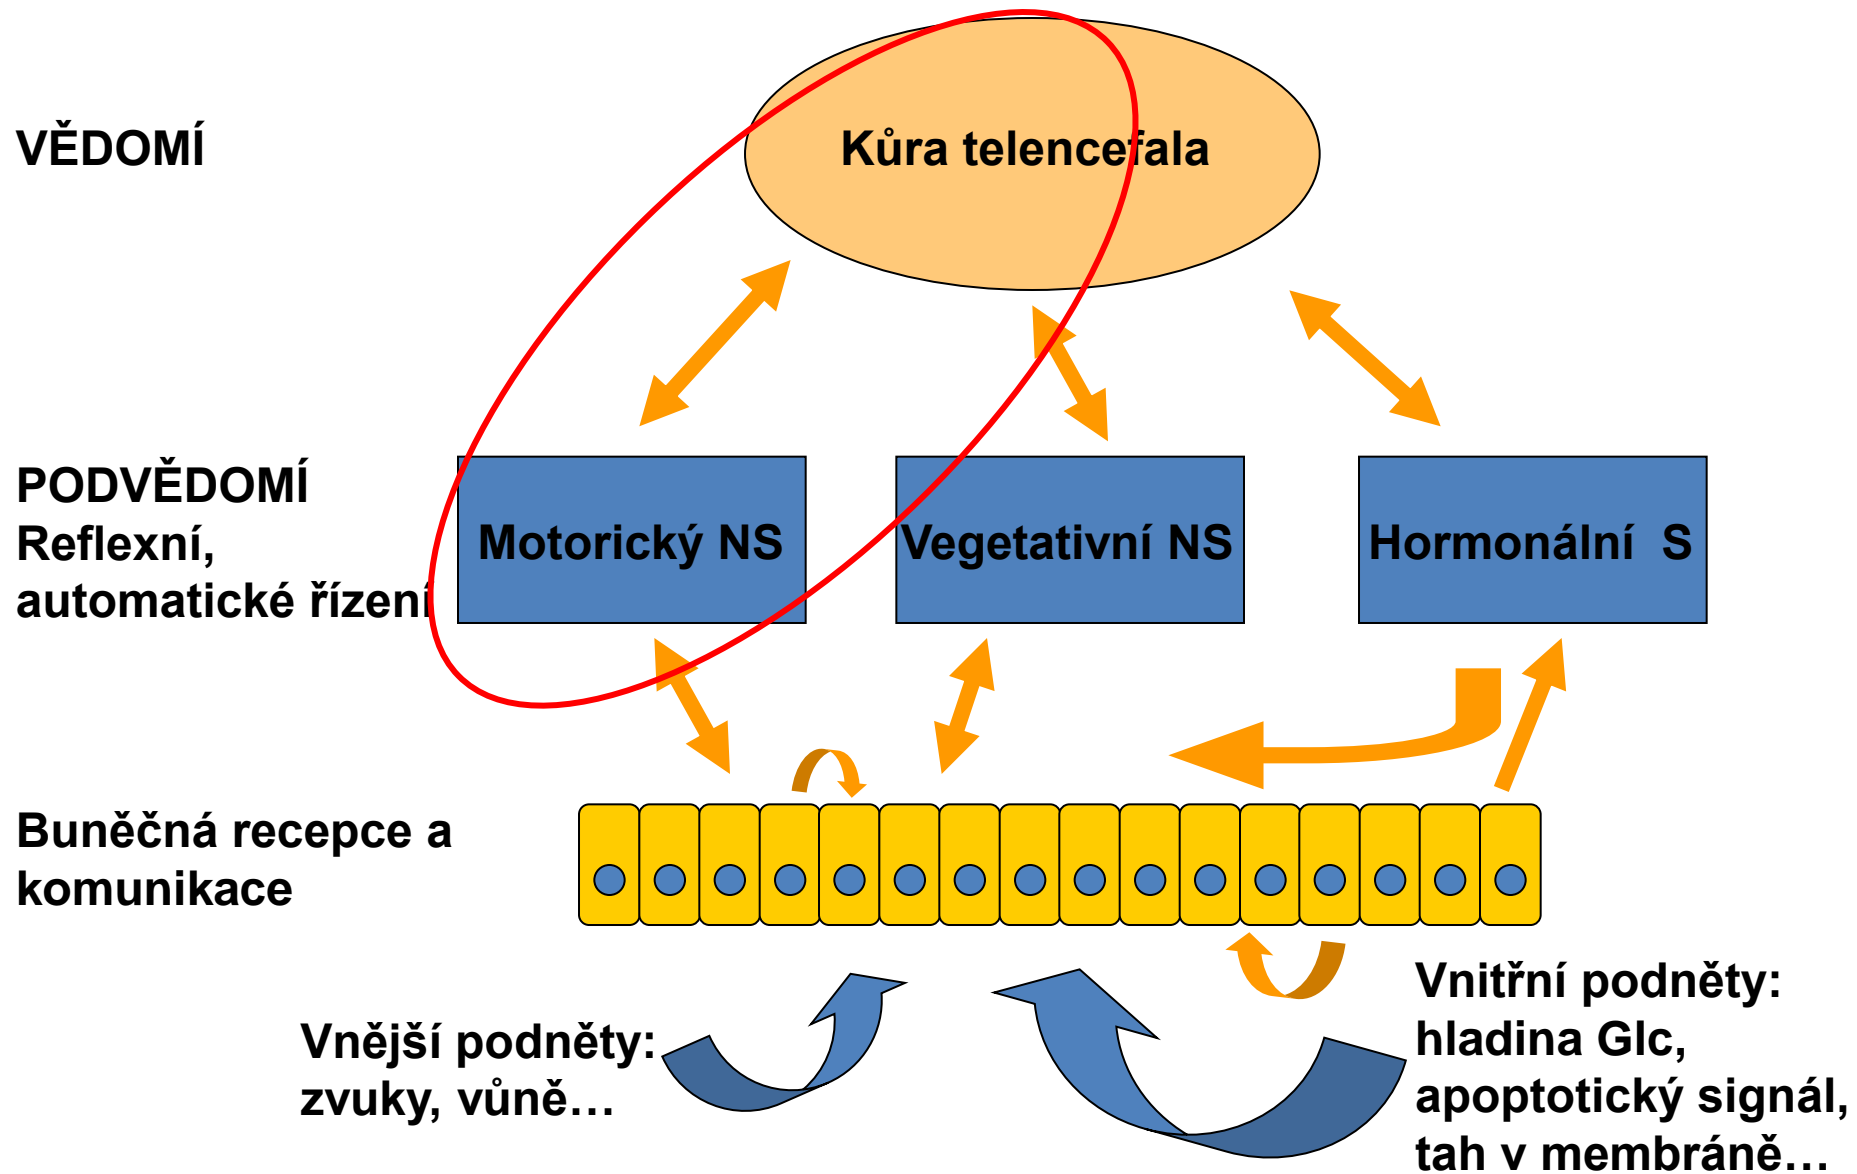 VĚDOMÍ
Kůra telencefala
PODVĚDOMÍ
Reflexní,
automatické řízení
Motorický NS
Vegetativní NS
Hormonální  S
Buněčná recepce a
komunikace
Vnější podněty:
zvuky, vůně…
Vnitřní podněty:
hladina Glc,
apoptotický signál,
tah v membráně…